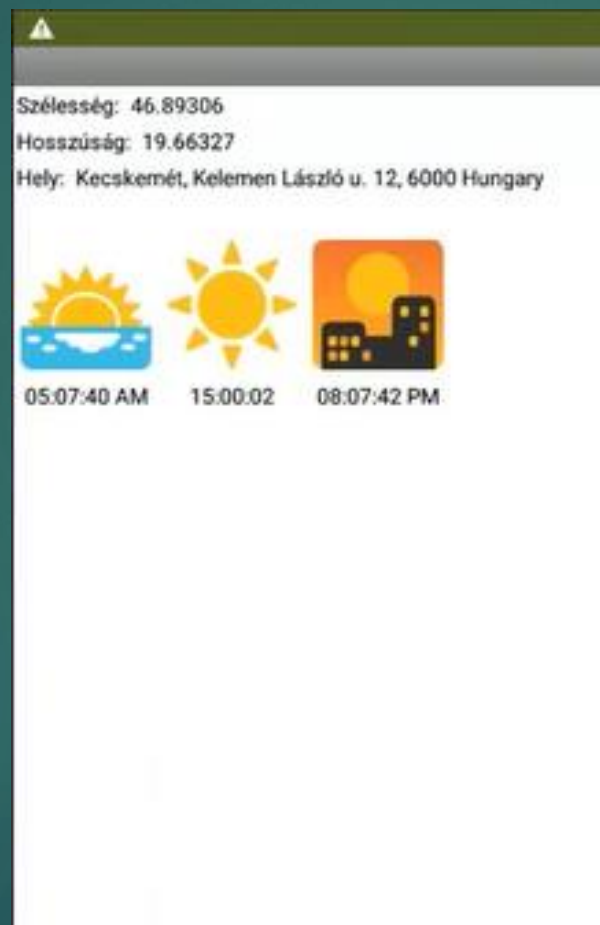 Szélesség: 46.89306
Hosszúság: 19.66327
Hely: Kecskemét, Kelemen László u. 12, 6000 Hungary
05:07:40 AM 15:00:02 08:07:42 PM